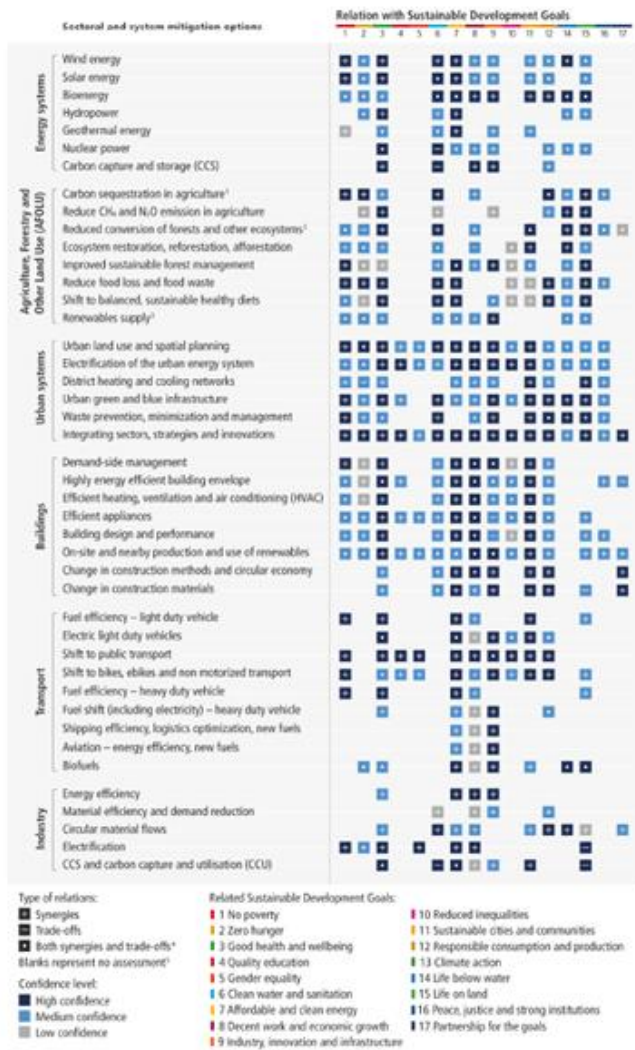 Relation with Sustainable Development Goals
Sectoral and system mitigation options
1 2 3 4 5 6 7 8 9 10 11 12 14 15 16 17
Energy systems
Wind energy
Solar energy
Bioenergy
Hydropower
Geothermal energy
Nuclear power
Carbon capture and storage (CCS)
Agriculture, Forestry and
Other Land Use (AFOLU)
Carbon sequestration in agriculture¹
Reduce CH₄ and N₂O emission in agriculture
Reduced conversion of forests and other ecosystems²
Ecosystem restoration, reforestation, afforestation
Improved sustainable forest management
Reduce food loss and food waste
Shift to balanced, sustainable healthy diets
Renewables supply³
Urban systems
Urban land use and spatial planning
Electrification of the urban energy system
District heating and cooling networks
Urban green and blue infrastructure
Waste prevention, minimization and management
Integrating sectors, strategies and innovations
Buildings
Demand-side management
Highly energy efficient building envelope
Efficient heating, ventilation and air conditioning (HVAC)
Efficient appliances
Building design and performance
On-site and nearby production and use of renewables
Change in construction methods and circular economy
Change in construction materials
Transport
Fuel efficiency – light duty vehicle
Electric light duty vehicles
Shift to public transport
Shift to bikes, ebikes and non motorized transport
Fuel efficiency – heavy duty vehicle
Fuel shift (including electricity) – heavy duty vehicle
Shipping efficiency, logistics optimization, new fuels
Aviation – energy efficiency, new fuels
Biofuels
Industry
Energy efficiency
Material efficiency and demand reduction
Circular material flows
Electrification
CCS and carbon capture and utilisation (CCU)
Type of relations:
Synergies
Trade-offs
Both synergies and trade-offs⁴
Blanks represent no assessment⁵
Confidence level:
High confidence
Medium confidence
Low confidence
Related Sustainable Development Goals:
1 No poverty
2 Zero hunger
3 Good health and wellbeing
4 Quality education
5 Gender equality
6 Clean water and sanitation
7 Affordable and clean energy
8 Decent work and economic growth
9 Industry, innovation and infrastructure
10 Reduced inequalities
11 Sustainable cities and communities
12 Responsible consumption and production
13 Climate action
14 Life below water
15 Life on land
16 Peace, justice and strong institutions
17 Partnership for the goals